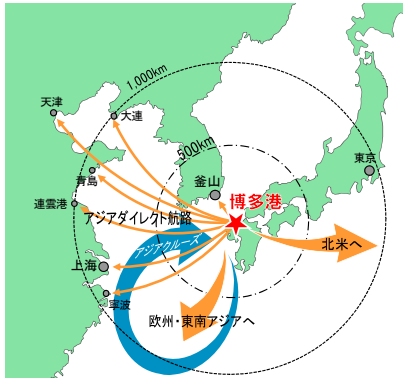 1,000km
天津
大連
500km
東京
青島
釜山
博多港
連雲港
アジアダイレクト航路
アジアクルーズ
北米へ
上海
寧波
欧州・東南アジアへ